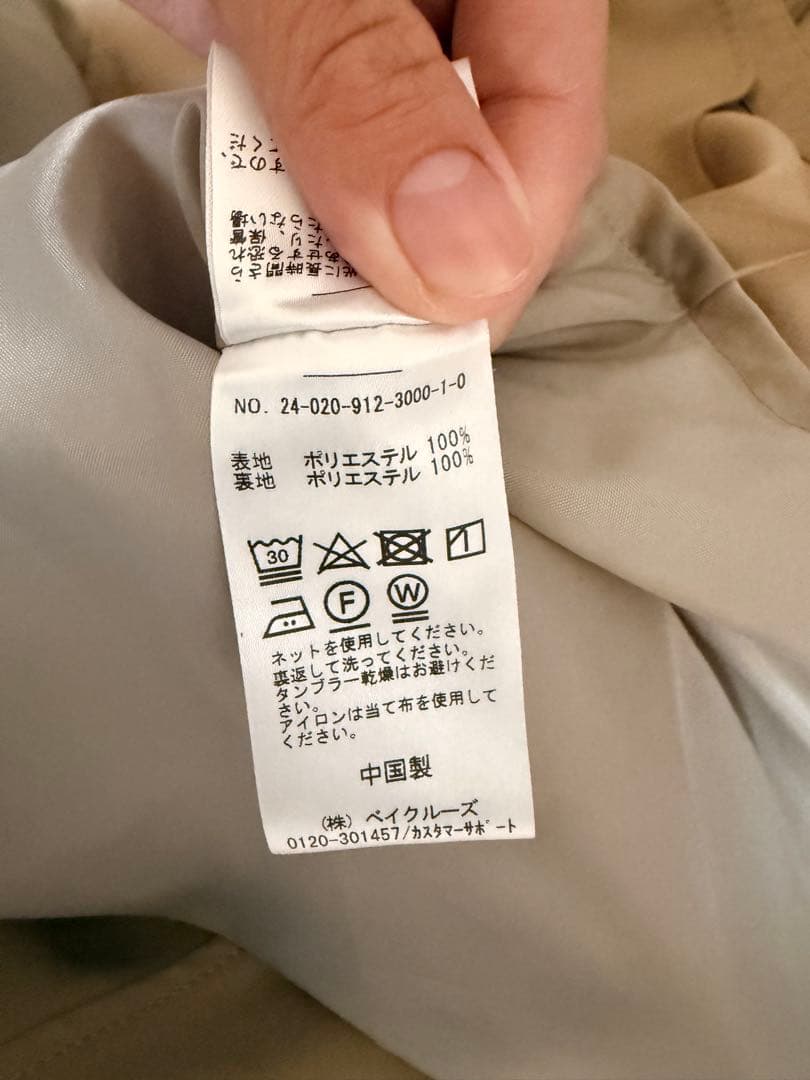 NO. 24-020-912-3000-1-0
表地 ポリエステル 100%
裏地 ポリエステル 100%
30
F
W
ネットを使用してください。
裏返して洗ってください。
タンブラー乾燥はお避けくだ
さい。
アイロンは当て布を使用して
ください。
中国製
(株) ベイクルーズ
0120-301457/カスタマーサポート